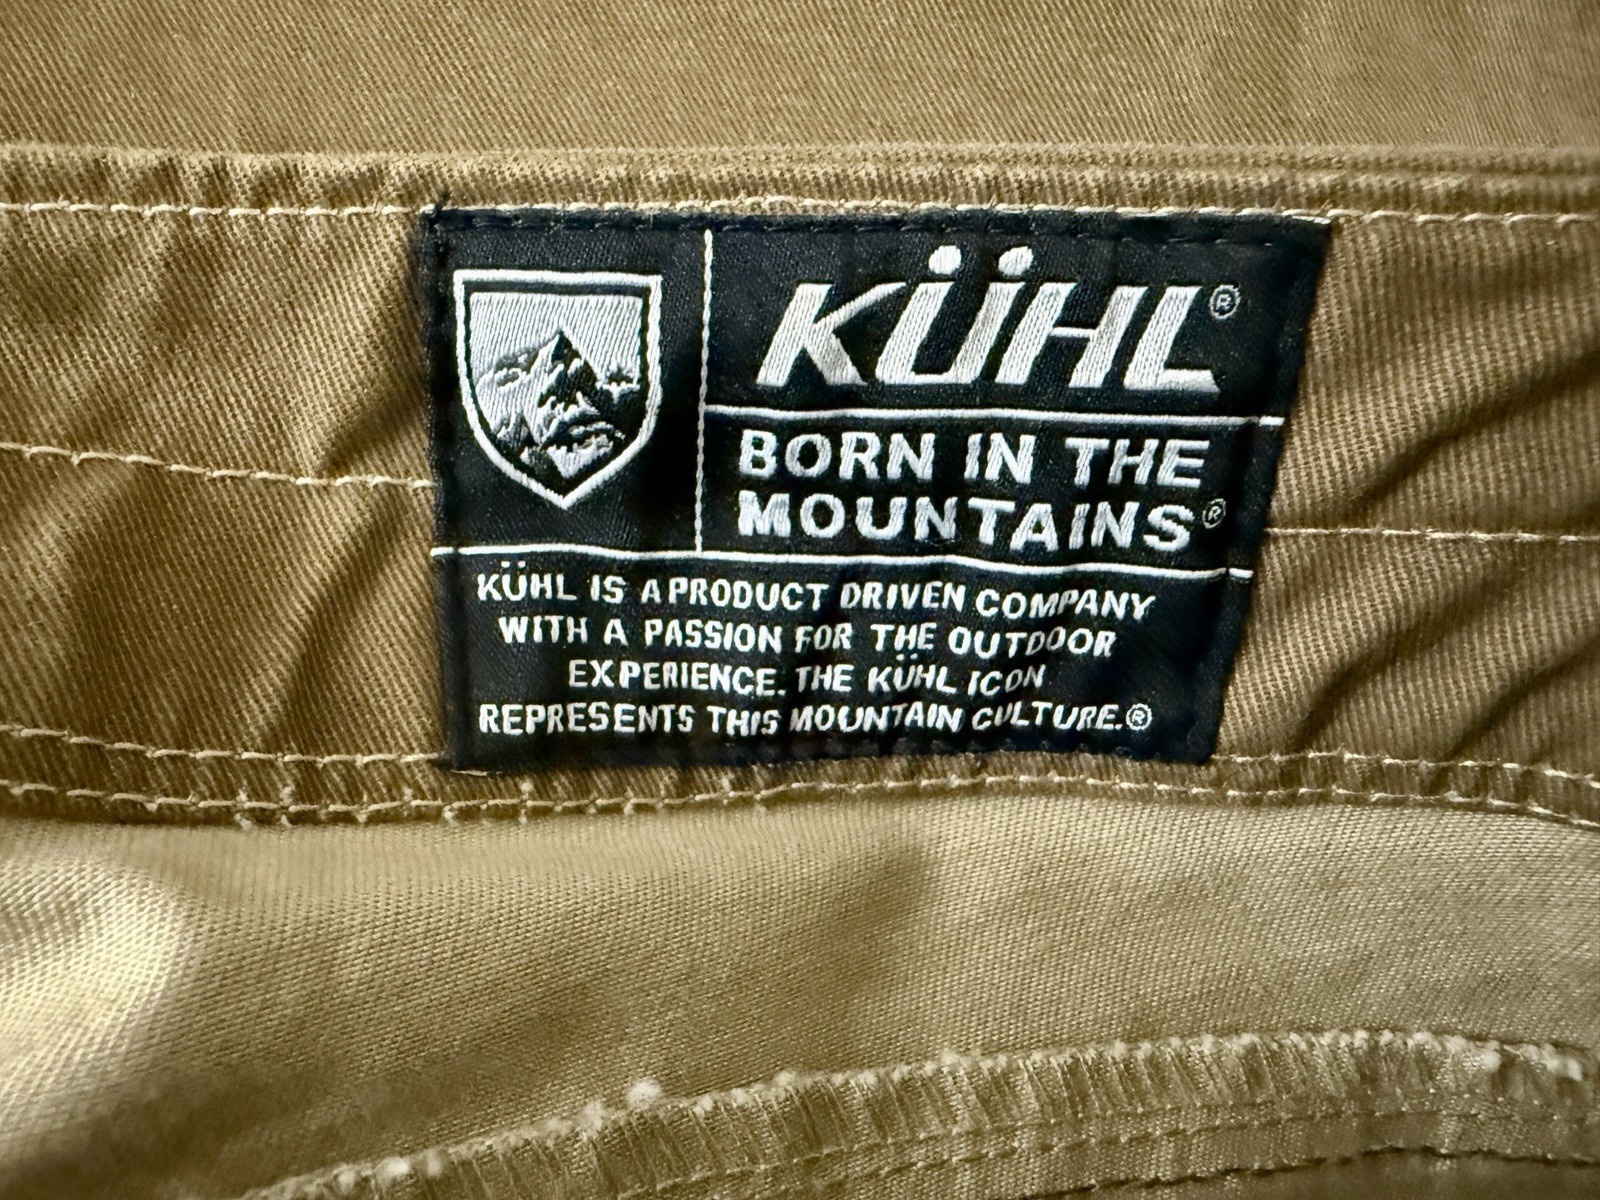 KÜHL®
BORN IN THE
MOUNTAINS®
KÜHL IS A PRODUCT DRIVEN COMPANY
WITH A PASSION FOR THE OUTDOOR
EXPERIENCE. THE KÜHL ICON
REPRESENTS THIS MOUNTAIN CULTURE.®